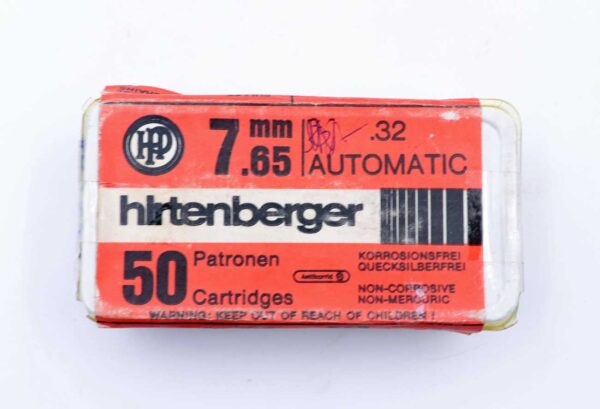 HP
7.65 mm
.32
AUTOMATIC
hirtenberger
50
Patronen
Cartridges
KORROSIONSFREI
QUECKSILBERFREI
NON-CORROSIVE
NON-MERCURIC
WARNING: KEEP OUT OF REACH OF CHILDREN !